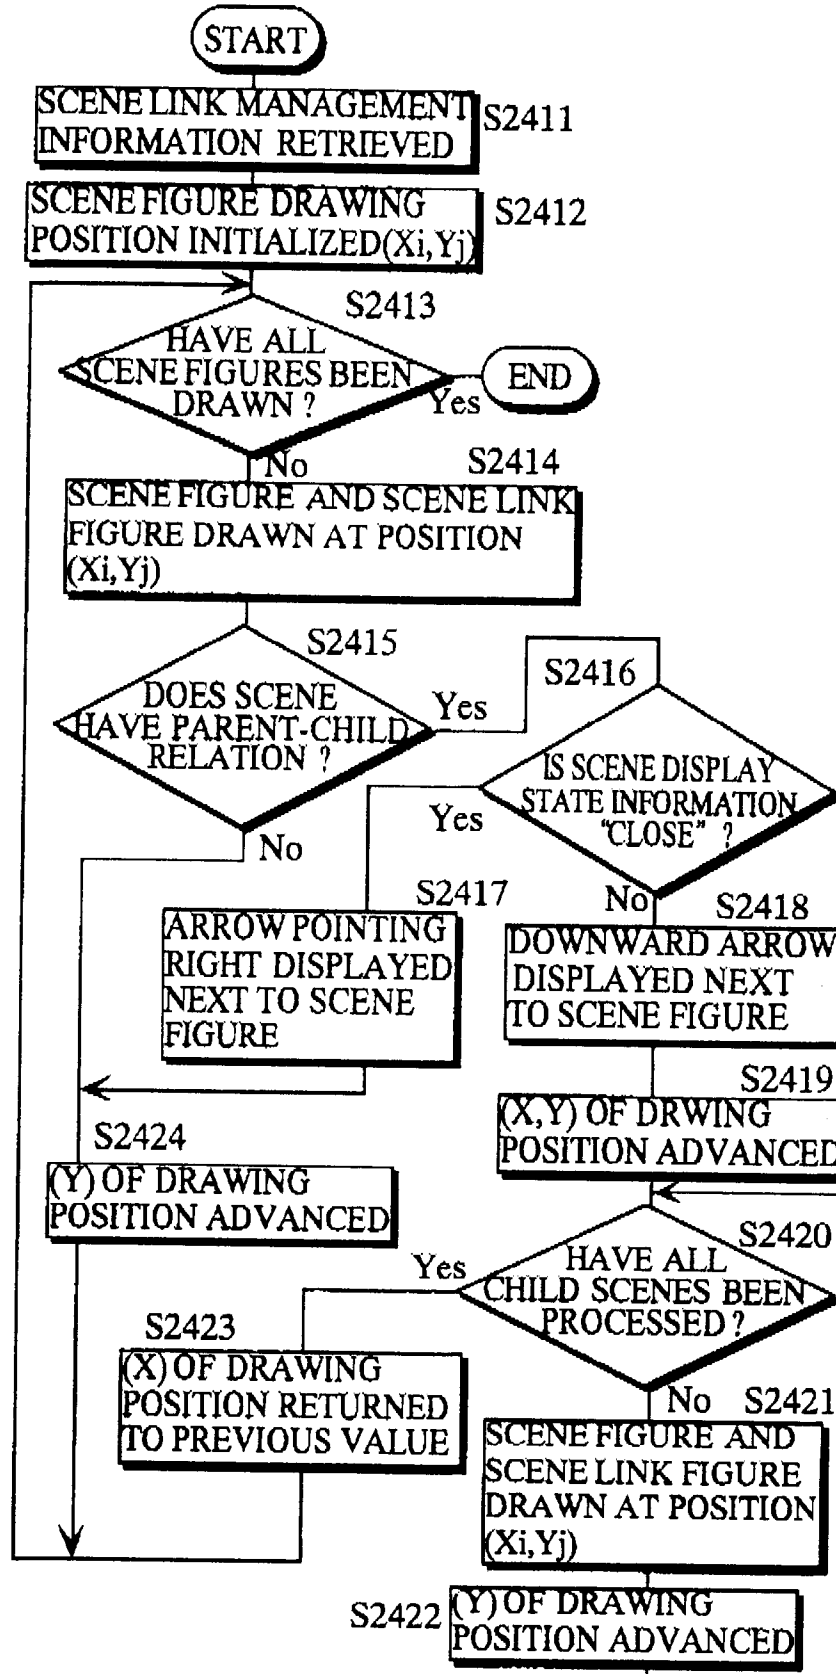 START
SCENE LINK MANAGEMENT
INFORMATION RETRIEVED
S2411
SCENE FIGURE DRAWING
POSITION INITIALIZED(Xi,Yj)
S2412
S2413
HAVE ALL
SCENE FIGURES BEEN
DRAWN ?
END
Yes
No
S2414
SCENE FIGURE AND SCENE LINK
FIGURE DRAWN AT POSITION
(Xi,Yj)
S2415
DOES SCENE
HAVE PARENT-CHILD
RELATION ?
Yes
No
S2416
IS SCENE DISPLAY
STATE INFORMATION
"CLOSE" ?
Yes
No
S2417
ARROW POINTING
RIGHT DISPLAYED
NEXT TO SCENE
FIGURE
S2418
DOWNWARD ARROW
DISPLAYED NEXT
TO SCENE FIGURE
S2419
(X,Y) OF DRWING
POSITION ADVANCED
S2424
(Y) OF DRAWING
POSITION ADVANCED
S2420
HAVE ALL
CHILD SCENES BEEN
PROCESSED ?
Yes
No
S2423
(X) OF DRAWING
POSITION RETURNED
TO PREVIOUS VALUE
S2421
SCENE FIGURE AND
SCENE LINK FIGURE
DRAWN AT POSITION
(Xi,Yj)
S2422
(Y) OF DRAWING
POSITION ADVANCED